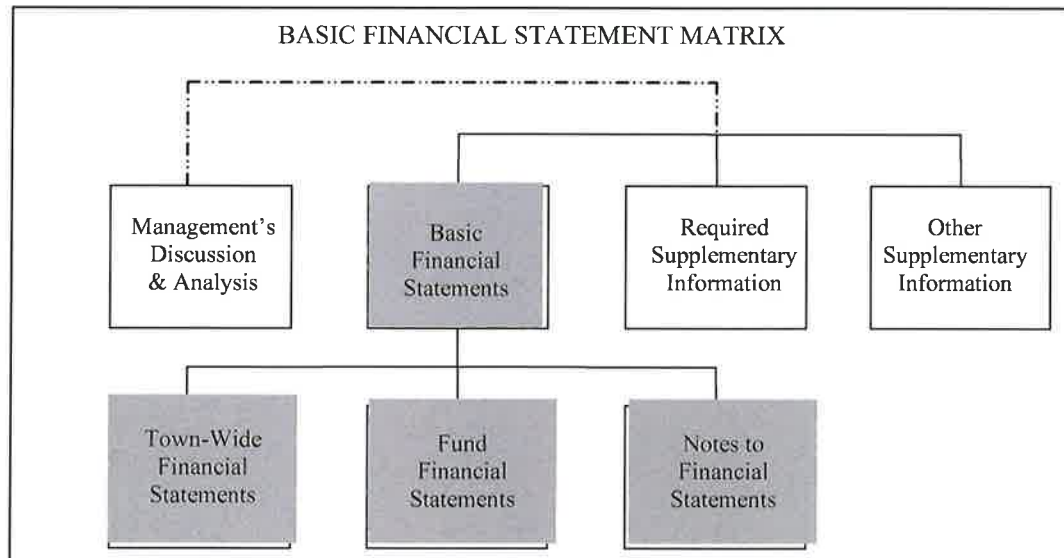 BASIC FINANCIAL STATEMENT MATRIX
Management's
Discussion
& Analysis
Basic
Financial
Statements
Required
Supplementary
Information
Other
Supplementary
Information
Town-Wide
Financial
Statements
Fund
Financial
Statements
Notes to
Financial
Statements